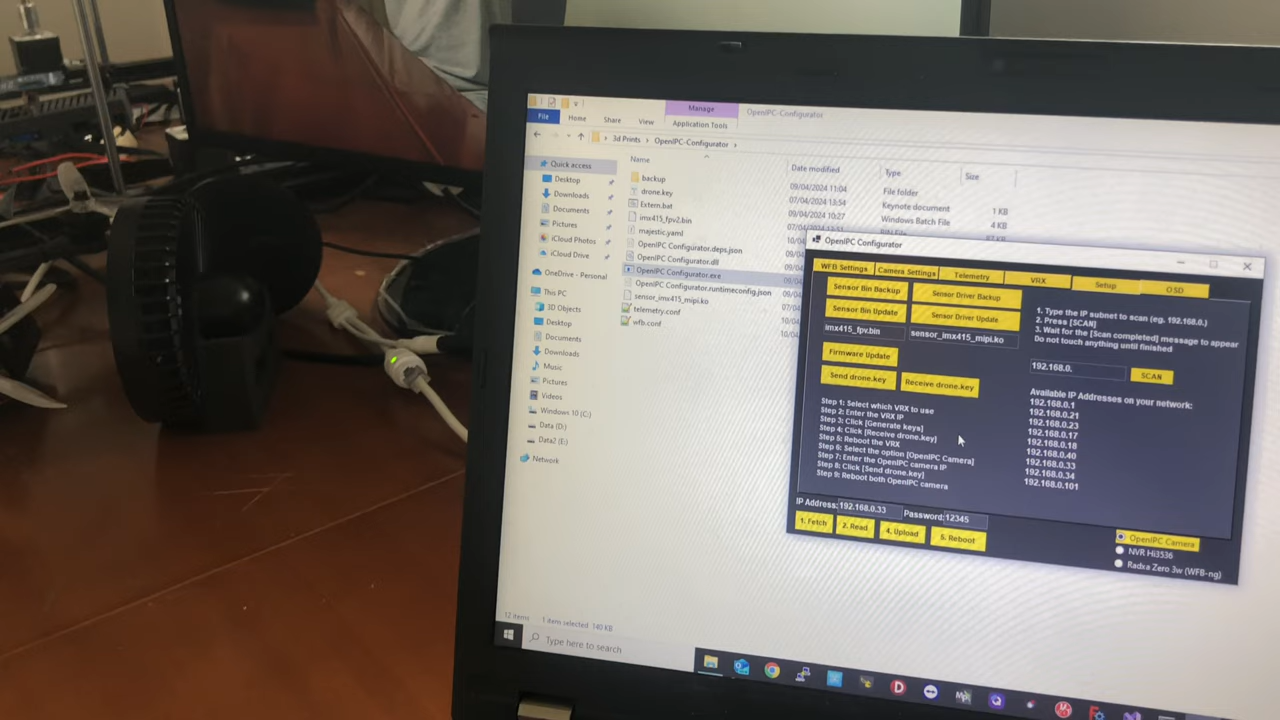 Manage
OpenIPC-Configurator
File
Home
Share
View
Application Tools
3d Prints
OpenIPC-Configurator
Name
Date modified
Type
Size
Quick access
Desktop
Downloads
Documents
Pictures
iCloud Photos
iCloud Drive
OneDrive - Personal
This PC
3D Objects
Desktop
Documents
Downloads
Music
Pictures
Videos
Windows 10 (C:)
Data (D:)
Data2 (E:)
Network
backup
09/04/2024 11:04
File folder
drone.key
07/04/2024 13:54
Keynote document
1 KB
Extern.bat
09/04/2024 10:27
Windows Batch File
4 KB
imx415_fpv2.bin
majestic.yaml
OpenIPC Configurator.deps.json
OpenIPC Configurator.dll
OpenIPC Configurator.exe
OpenIPC Configurator.runtimeconfig.json
sensor_imx415_mipi.ko
telemetry.conf
wfb.conf
12 items
1 item selected 140 KB
Type here to search
OpenIPC Configurator
WFB Settings
Camera Settings
Telemetry
VRX
Setup
OSD
Sensor Bin Backup
Sensor Driver Backup
Sensor Bin Update
Sensor Driver Update
imx415_fpv.bin
sensor_imx415_mipi.ko
Firmware Update
Send drone.key
Receive drone.key
Step 1: Select which VRX to use
Step 2: Enter the VRX IP
Step 3: Click [Generate keys]
Step 4: Click [Receive drone.key]
Step 5: Reboot the VRX
Step 6: Select the option [OpenIPC Camera]
Step 7: Enter the OpenIPC camera IP
Step 8: Click [Send drone.key]
Step 9: Reboot both OpenIPC camera
1. Type the IP subnet to scan (eg. 192.168.0.)
2. Press [SCAN]
3. Wait for the [Scan completed] message to appear
Do not touch anything until finished
192.168.0.
SCAN
Available IP Addresses on your network:
192.168.0.1
192.168.0.21
192.168.0.23
192.168.0.17
192.168.0.18
192.168.0.40
192.168.0.33
192.168.0.34
192.168.0.101
IP Address:
192.168.0.33
Password:
12345
1. Fetch
2. Read
4. Upload
5. Reboot
OpenIPC Camera
NVR Hi3536
Radxa Zero 3w (WFB-ng)